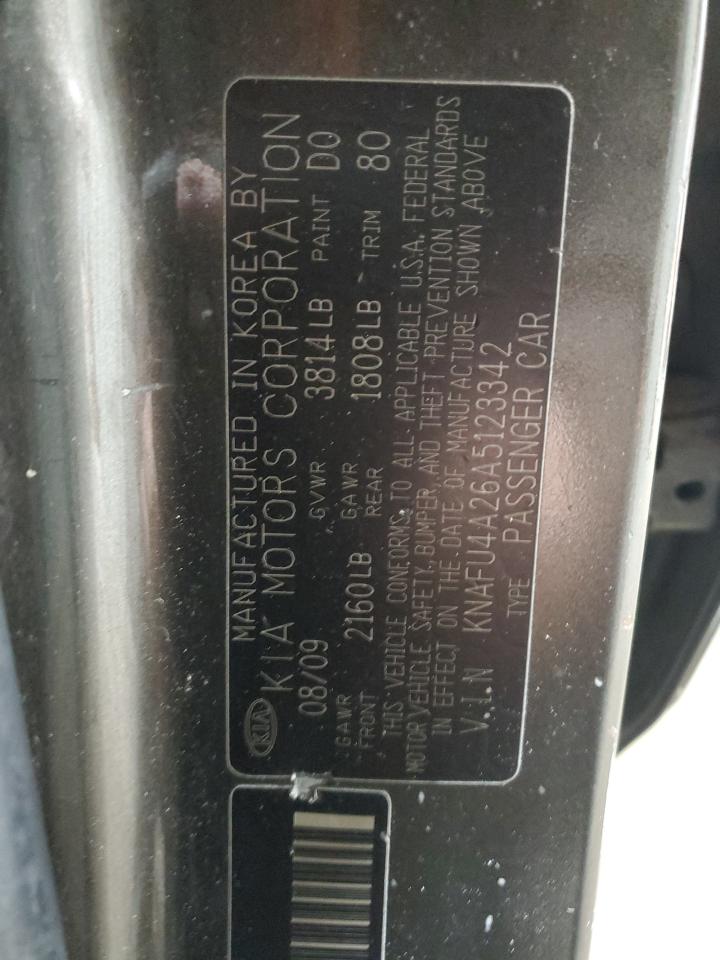 MANUFACTURED IN KOREA BY
KIA
KIA MOTORS CORPORATION
08/09 GVWR 3814LB PAINT D0
GAWR FRONT 2160LB GAWR REAR 1808LB TRIM 80
THIS VEHICLE CONFORMS TO ALL APPLICABLE U.S.A. FEDERAL
MOTOR VEHICLE SAFETY, BUMPER, AND THEFT PREVENTION STANDARDS
IN EFFECT ON THE DATE OF MANUFACTURE SHOWN ABOVE
V.I.N KNAFU4A26A5123342
TYPE PASSENGER CAR